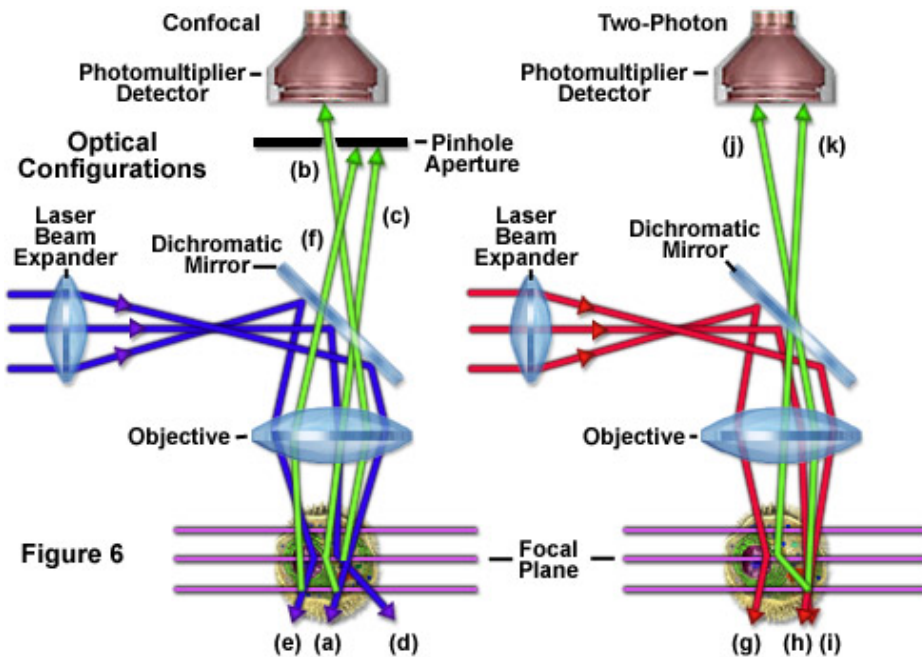 Confocal
Photomultiplier
Detector
Two-Photon
Photomultiplier
Detector
Optical
Configurations
Pinhole
Aperture
(b)
(c)
(f)
(j)
(k)
Laser
Beam
Expander
Dichromatic
Mirror
Laser
Beam
Expander
Dichromatic
Mirror
Objective
Objective
Figure 6
Focal
Plane
(e) (a) (d)
(g) (h) (i)